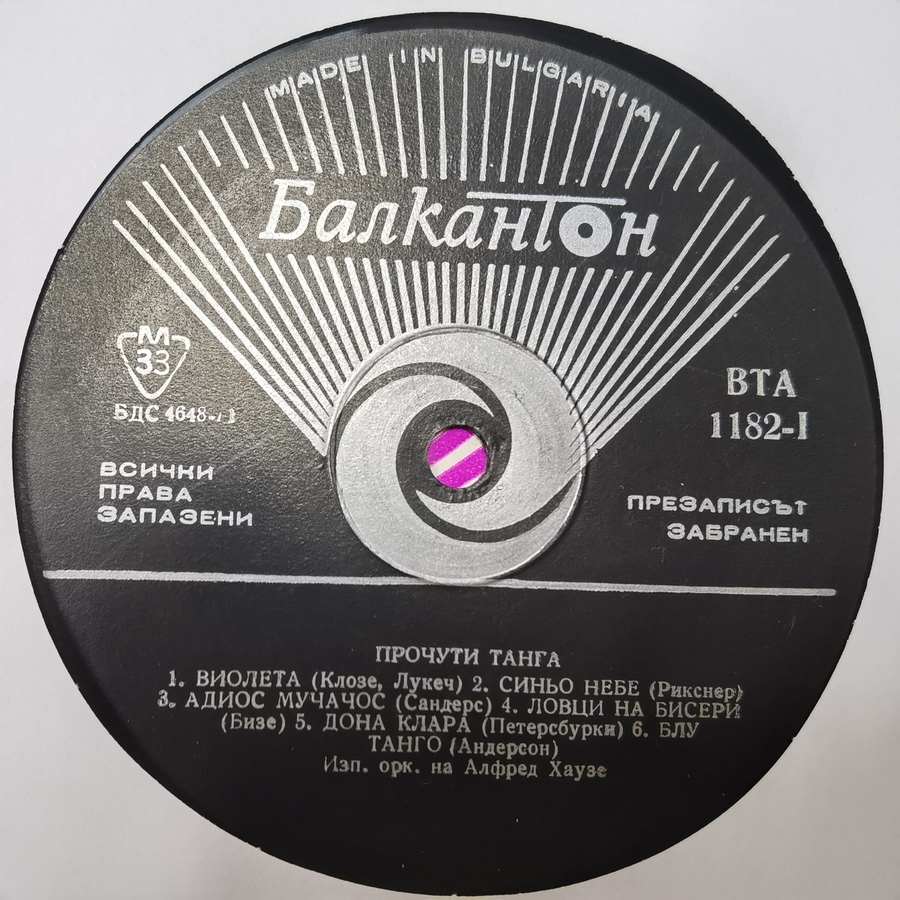 MADE IN BULGARIA
Балкантон
М
33
БДС 4648-71
ВТА
1182-I
ВСИЧКИ
ПРАВА
ЗАПАЗЕНИ
ПРЕЗАПИСЪТ
ЗАБРАНЕН
ПРОЧУТИ ТАНГА
1. ВИОЛЕТА (Клозе, Лукеч) 2. СИНЬО НЕБЕ (Рикснер)
3. АДИОС МУЧАЧОС (Сандерс) 4. ЛОВЦИ НА БИСЕРИ
(Бизе) 5. ДОНА КЛАРА (Петерсбурки) 6. БЛУ
ТАНГО (Андерсон)
Изп. орк. на Алфред Хаузе